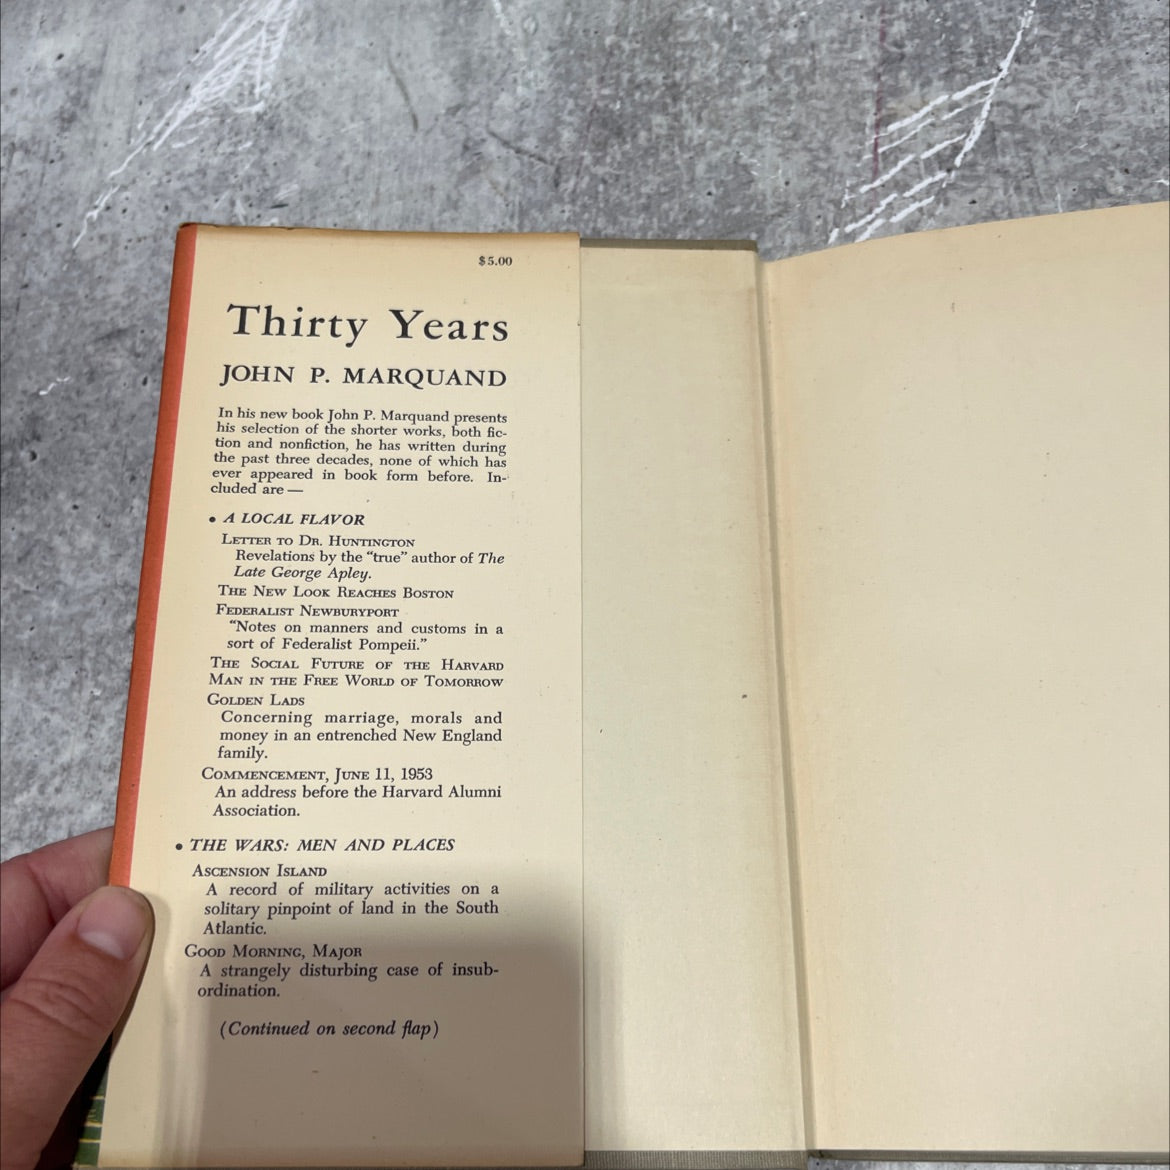 $5.00
Thirty Years
JOHN P. MARQUAND
In his new book John P. Marquand presents
his selection of the shorter works, both fic-
tion and nonfiction, he has written during
the past three decades, none of which has
ever appeared in book form before. In-
cluded are —
• A LOCAL FLAVOR
LETTER TO DR. HUNTINGTON
Revelations by the “true” author of The
Late George Apley.
THE NEW LOOK REACHES BOSTON
FEDERALIST NEWBURYPORT
“Notes on manners and customs in a
sort of Federalist Pompeii.”
THE SOCIAL FUTURE OF THE HARVARD
MAN IN THE FREE WORLD OF TOMORROW
GOLDEN LADS
Concerning marriage, morals and
money in an entrenched New England
family.
COMMENCEMENT, JUNE 11, 1953
An address before the Harvard Alumni
Association.
• THE WARS: MEN AND PLACES
ASCENSION ISLAND
A record of military activities on a
solitary pinpoint of land in the South
Atlantic.
GOOD MORNING, MAJOR
A strangely disturbing case of insub-
ordination.
(Continued on second flap)